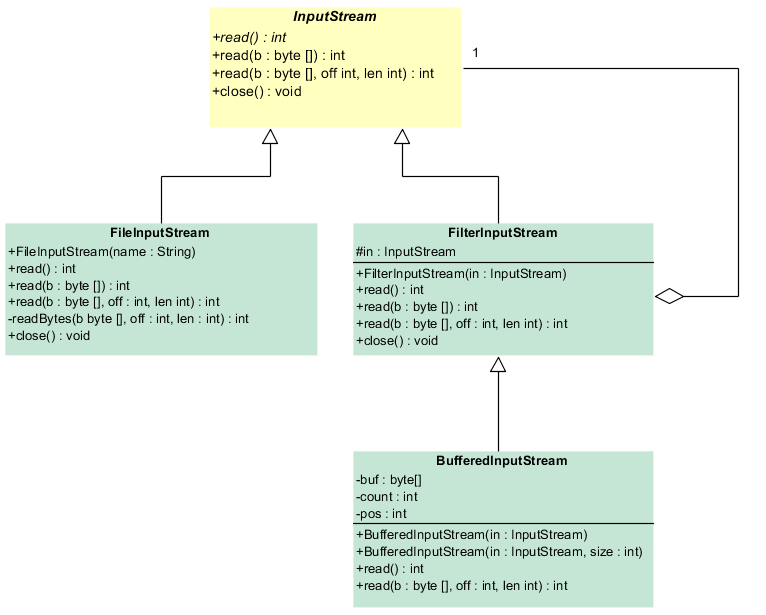 InputStream
+read() : int
+read(b : byte []) : int
+read(b : byte [], off int, len int) : int
+close() : void
1
FileInputStream
+FileInputStream(name : String)
+read() : int
+read(b : byte []) : int
+read(b : byte [], off : int, len int) : int
-readBytes(b byte [], off : int, len : int) : int
+close() : void
FilterInputStream
#in : InputStream
+FilterInputStream(in : InputStream)
+read() : int
+read(b : byte []) : int
+read(b : byte [], off : int, len int) : int
+close() : void
BufferedInputStream
-buf : byte[]
-count : int
-pos : int
+BufferedInputStream(in : InputStream)
+BufferedInputStream(in : InputStream, size : int)
+read() : int
+read(b : byte [], off : int, len int) : int